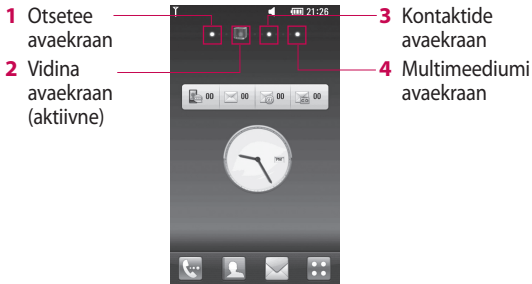 1 Otsetee
avaekraan
2 Vidina
avaekraan
(aktiivne)
21:26
00 00 00 00
PM
3 Kontaktide
avaekraan
4 Multimeediumi
avaekraan